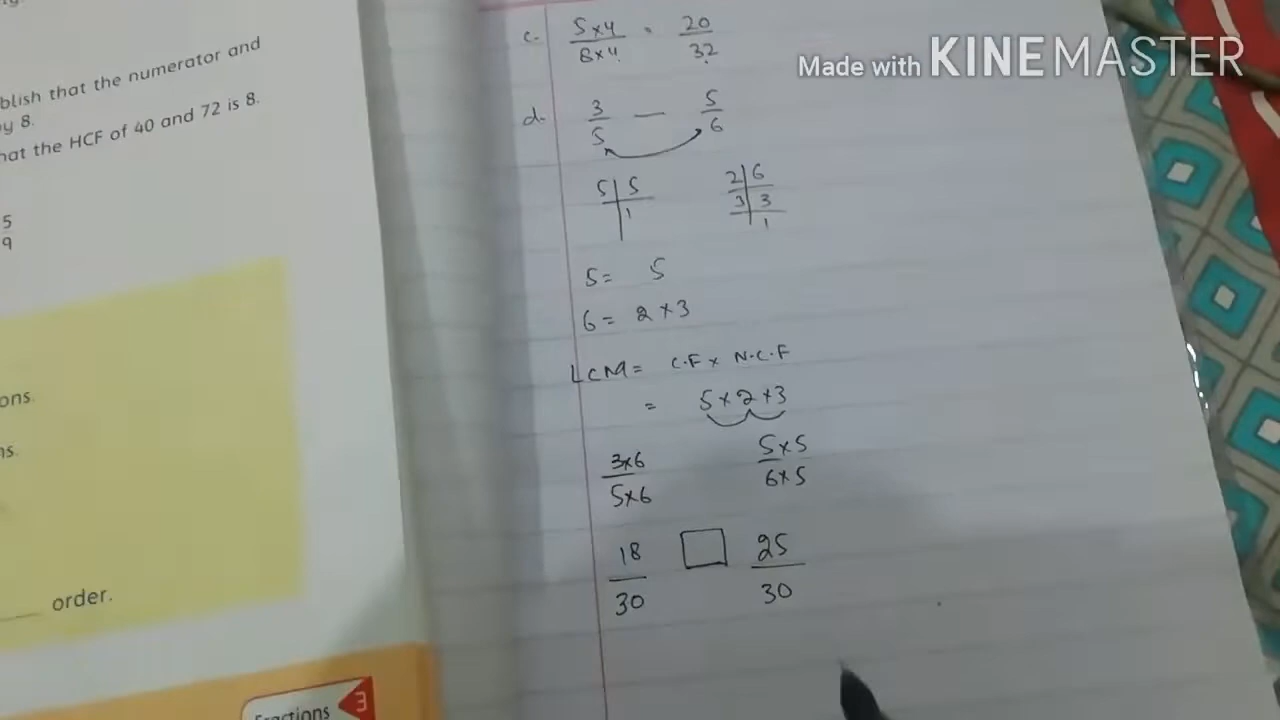 blish that the numerator and
y 8.
hat the HCF of 40 and 72 is 8.
5
9
ons.
ns.
order.
Fractions 3
Made with KINEMASTER
c. 5×4 = 20
8×4 32
d. 3 — 5
5 6
5 | 5 2 | 6
1 3 | 3
1
5 = 5
6 = 2 × 3
LCM = C.F × N.C.F
= 5 × 2 × 3
3×6 5×5
5×6 6×5
18 □ 25
30 30